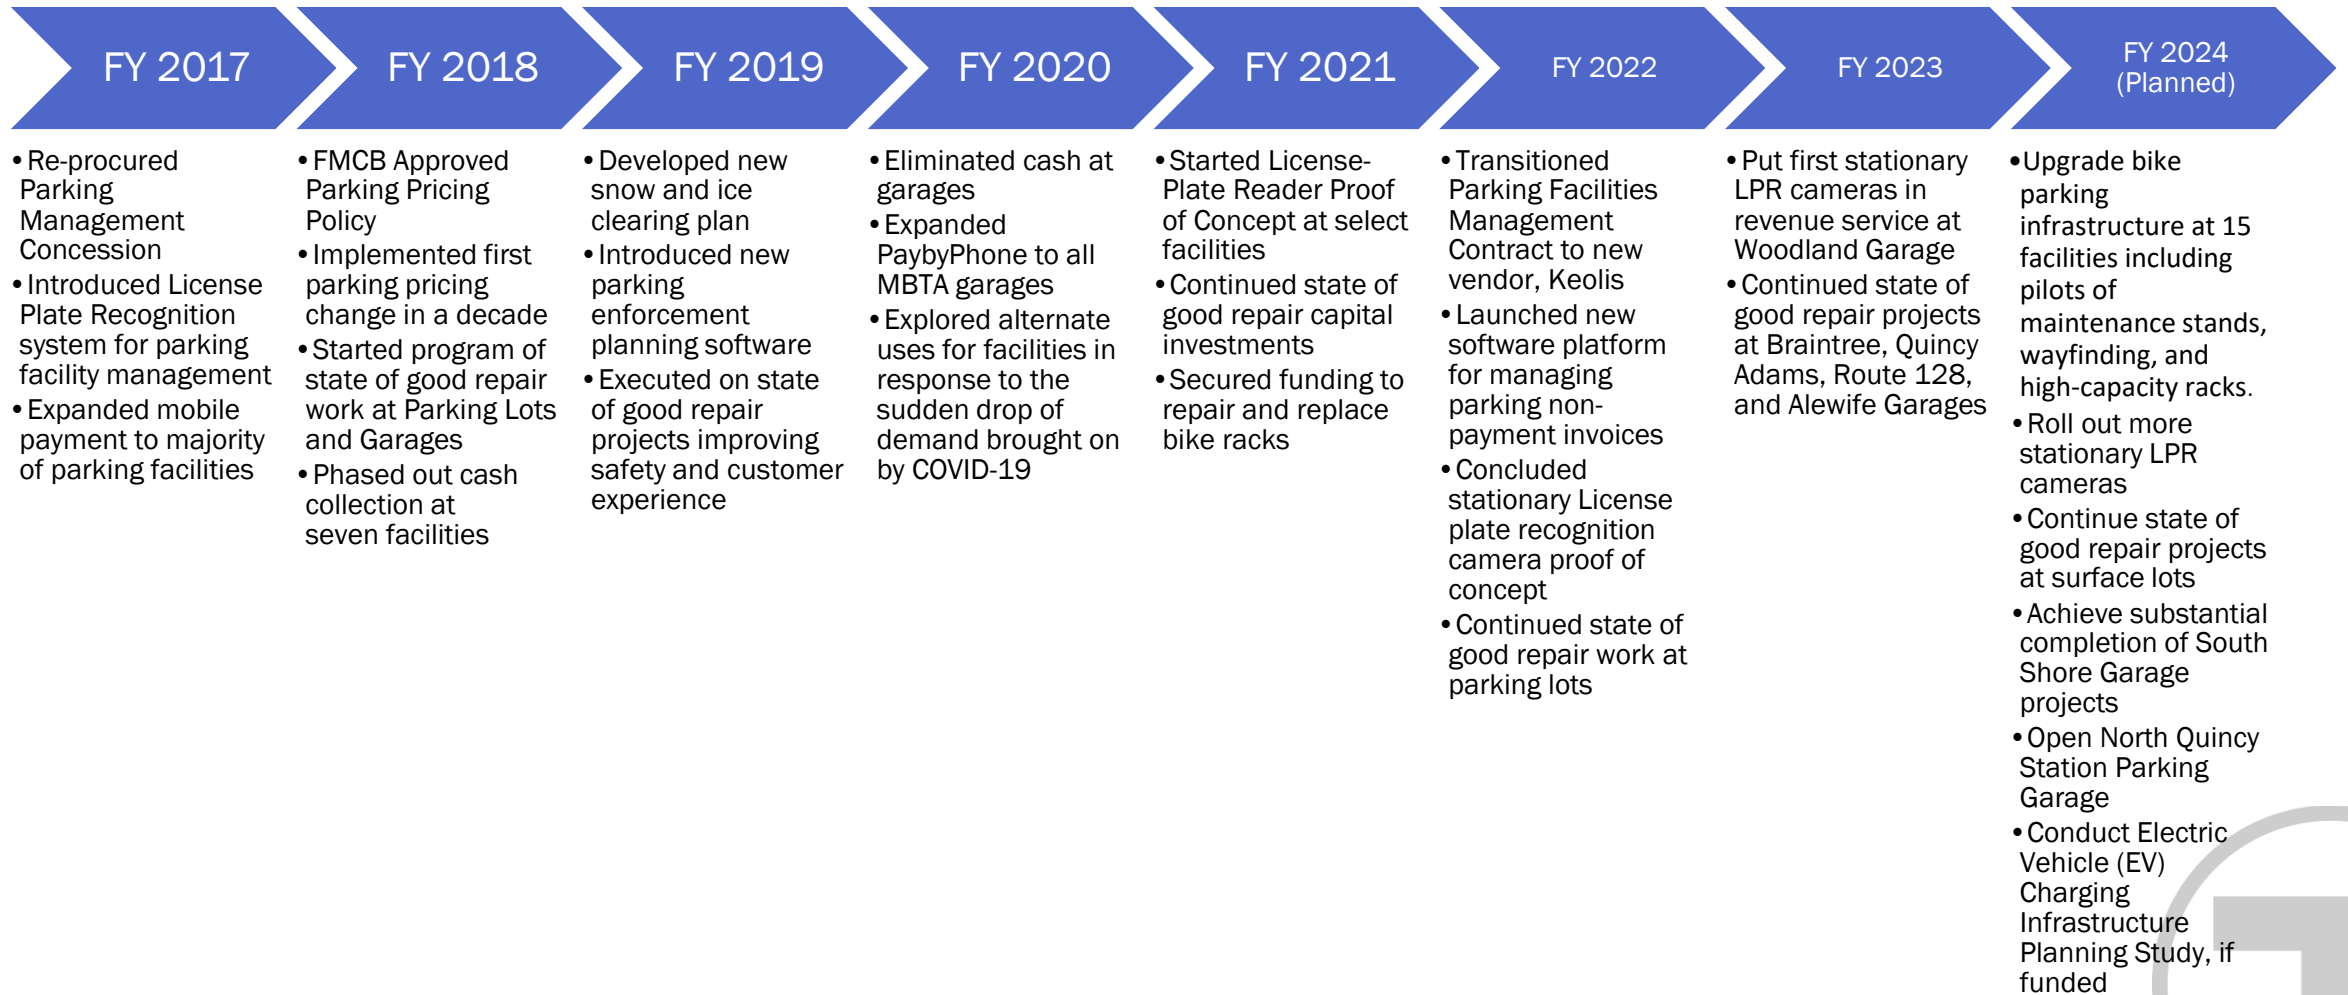 FY 2017
• Re-procured
Parking
Management
Concession
• Introduced License
Plate Recognition
system for parking
facility management
• Expanded mobile
payment to majority
of parking facilities
FY 2018
• FMCB Approved
Parking Pricing
Policy
• Implemented first
parking pricing
change in a decade
• Started program of
state of good repair
work at Parking Lots
and Garages
• Phased out cash
collection at
seven facilities
FY 2019
• Developed new
snow and ice
clearing plan
• Introduced new
parking
enforcement
planning software
• Executed on state
of good repair
projects improving
safety and customer
experience
FY 2020
• Eliminated cash at
garages
• Expanded
PaybyPhone to all
MBTA garages
• Explored alternate
uses for facilities in
response to the
sudden drop of
demand brought on
by COVID-19
FY 2021
• Started License-
Plate Reader Proof
of Concept at select
facilities
• Continued state of
good repair capital
investments
• Secured funding to
repair and replace
bike racks
FY 2022
• Transitioned
Parking Facilities
Management
Contract to new
vendor, Keolis
• Launched new
software platform
for managing
parking non-
payment invoices
• Concluded
stationary License
plate recognition
camera proof of
concept
• Continued state of
good repair work at
parking lots
FY 2023
• Put first stationary
LPR cameras in
revenue service at
Woodland Garage
• Continued state of
good repair projects
at Braintree, Quincy
Adams, Route 128,
and Alewife Garages
FY 2024
(Planned)
• Upgrade bike
parking
infrastructure at 15
facilities including
pilots of
maintenance stands,
wayfinding, and
high-capacity racks.
• Roll out more
stationary LPR
cameras
• Continue state of
good repair projects
at surface lots
• Achieve substantial
completion of South
Shore Garage
projects
• Open North Quincy
Station Parking
Garage
• Conduct Electric
Vehicle (EV)
Charging
Infrastructure
Planning Study, if
funded